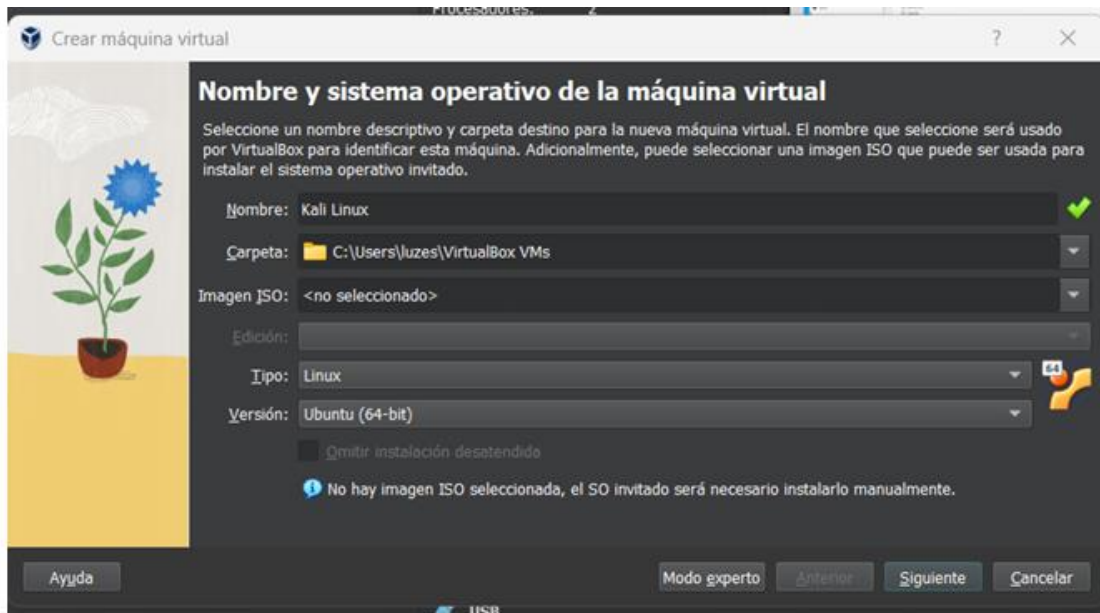 Procesadores: 2
Crear máquina virtual
Nombre y sistema operativo de la máquina virtual
Seleccione un nombre descriptivo y carpeta destino para la nueva máquina virtual. El nombre que seleccione será usado
por VirtualBox para identificar esta máquina. Adicionalmente, puede seleccionar una imagen ISO que puede ser usada para
instalar el sistema operativo invitado.
Nombre: Kali Linux
Carpeta: C:\Users\luzes\VirtualBox VMs
Imagen ISO: <no seleccionado>
Edición:
Tipo: Linux
64
Versión: Ubuntu (64-bit)
Omitir instalación desatendida
No hay imagen ISO seleccionada, el SO invitado será necesario instalarlo manualmente.
Ayuda Modo experto Anterior Siguiente Cancelar
USB